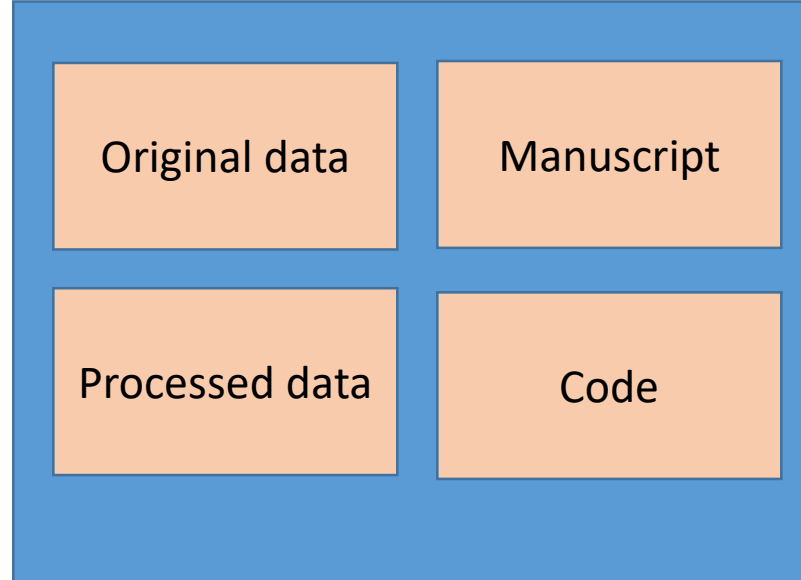 Original data
Manuscript
Processed data
Code